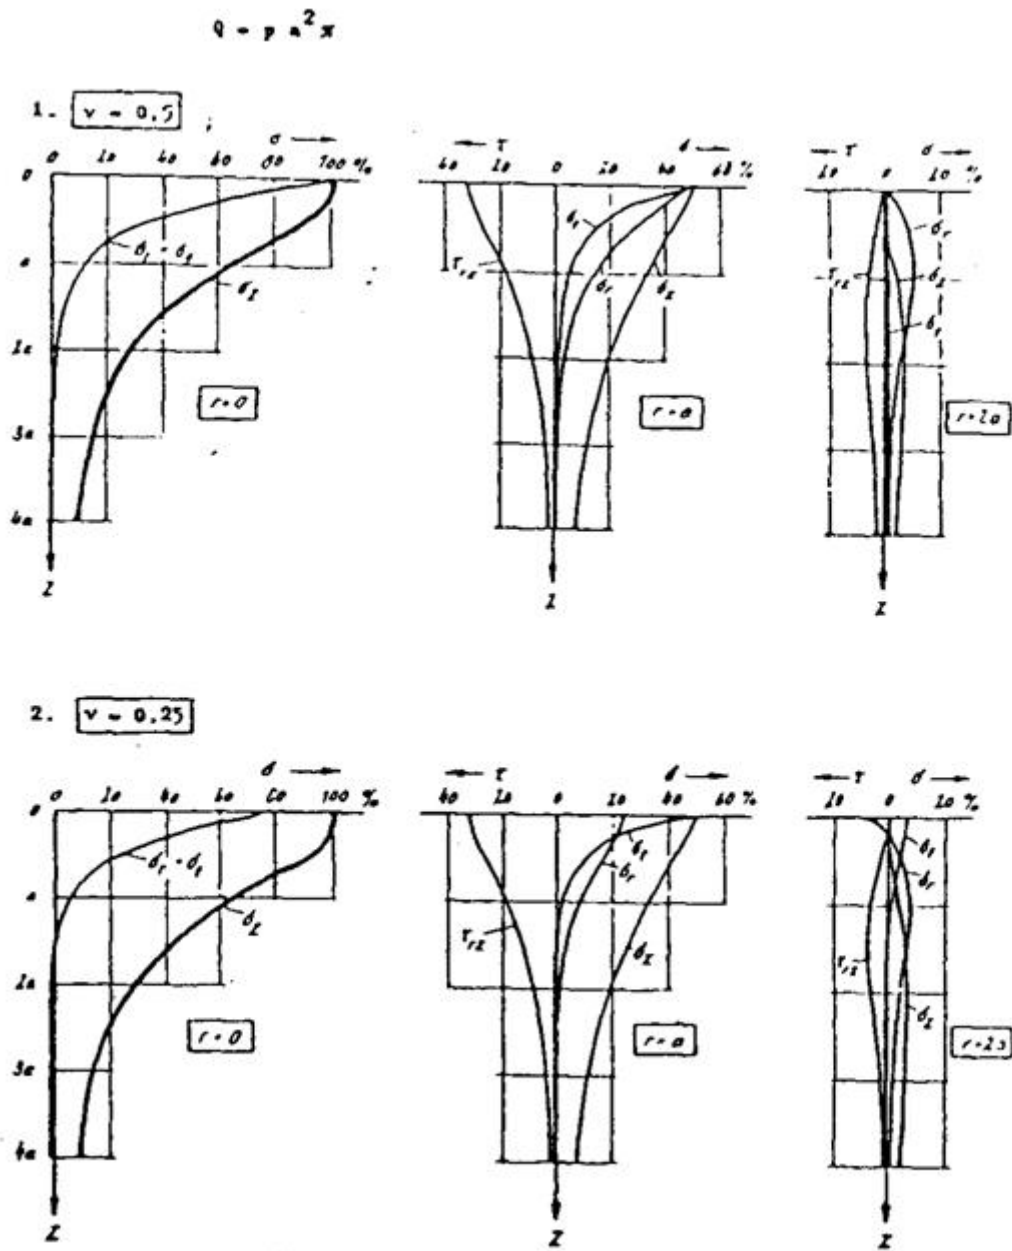 Q = p a² π
1. ν = 0.5
σ
0 20 40 60 80 100 %
0
a
2a
3a
4a
σr = σt
σz
r=0
z
τ σ
40 20 0 20 40 60 %
σt
τrz
σr
σz
r=a
z
τ σ
20 0 20 %
σr
τrz
σz
σt
r=2a
z
2. ν = 0.25
σ
0 20 40 60 80 100 %
0
a
2a
3a
4a
σr = σt
σz
r=0
z
τ σ
40 20 0 20 40 60 %
σt
σr
τrz
σz
r=a
z
τ σ
20 0 20 %
σt
σr
τrz
σz
r=2a
z